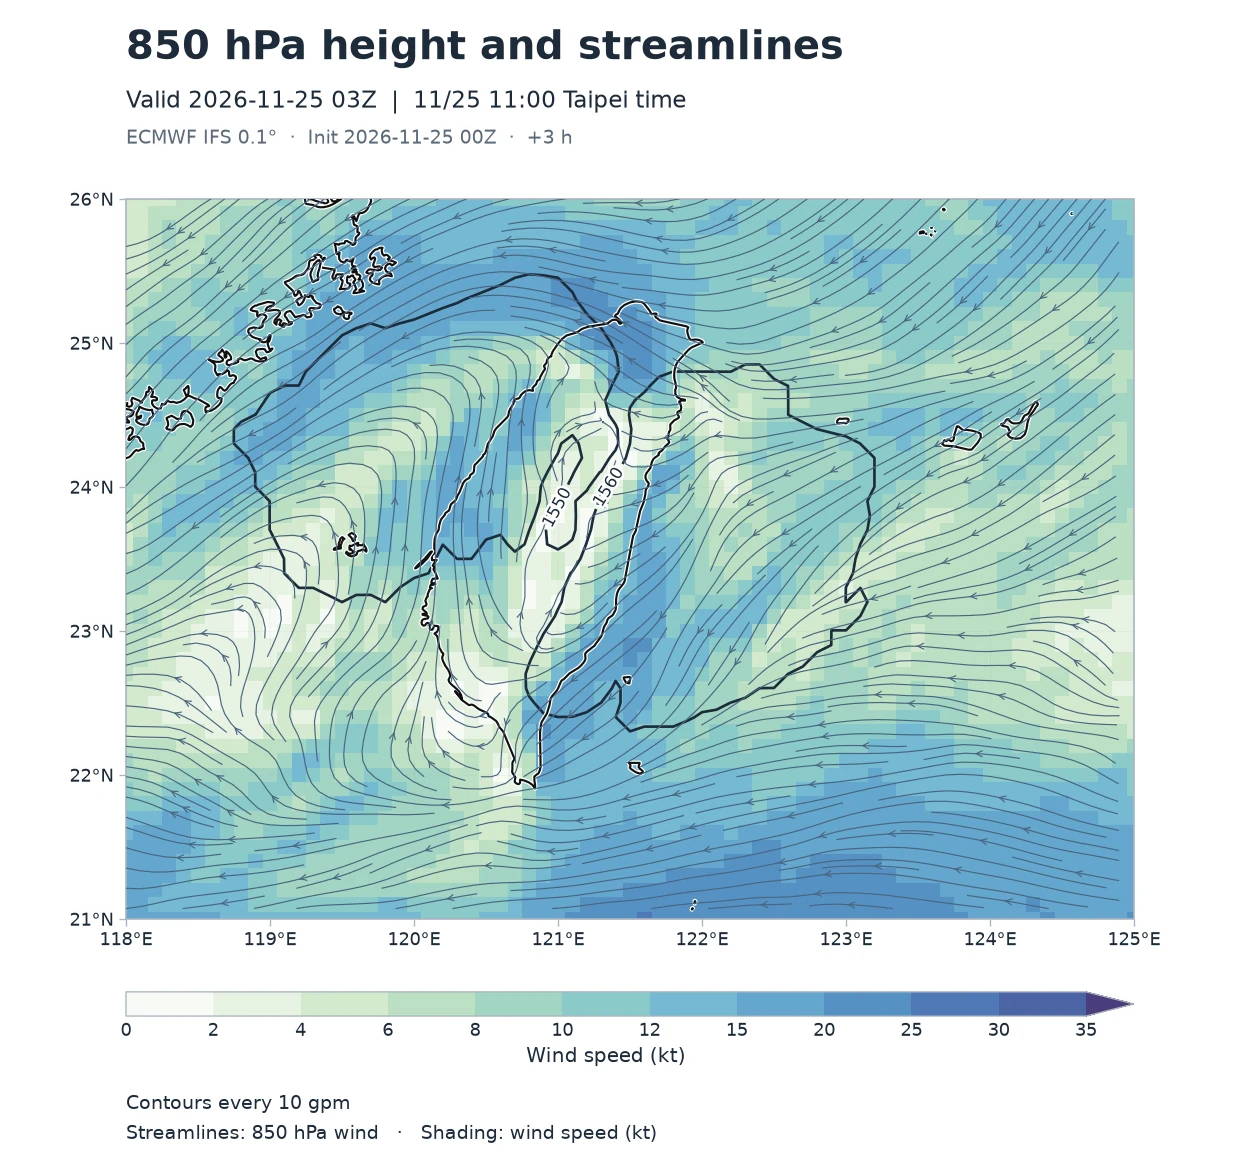 850 hPa height and streamlines
Valid 2026-11-25 03Z | 11/25 11:00 Taipei time
ECMWF IFS 0.1° · Init 2026-11-25 00Z · +3 h
26°N
25°N
24°N
23°N
22°N
21°N
1550
1560
118°E 119°E 120°E 121°E 122°E 123°E 124°E 125°E
0 2 4 6 8 10 12 15 20 25 30 35
Wind speed (kt)
Contours every 10 gpm
Streamlines: 850 hPa wind · Shading: wind speed (kt)